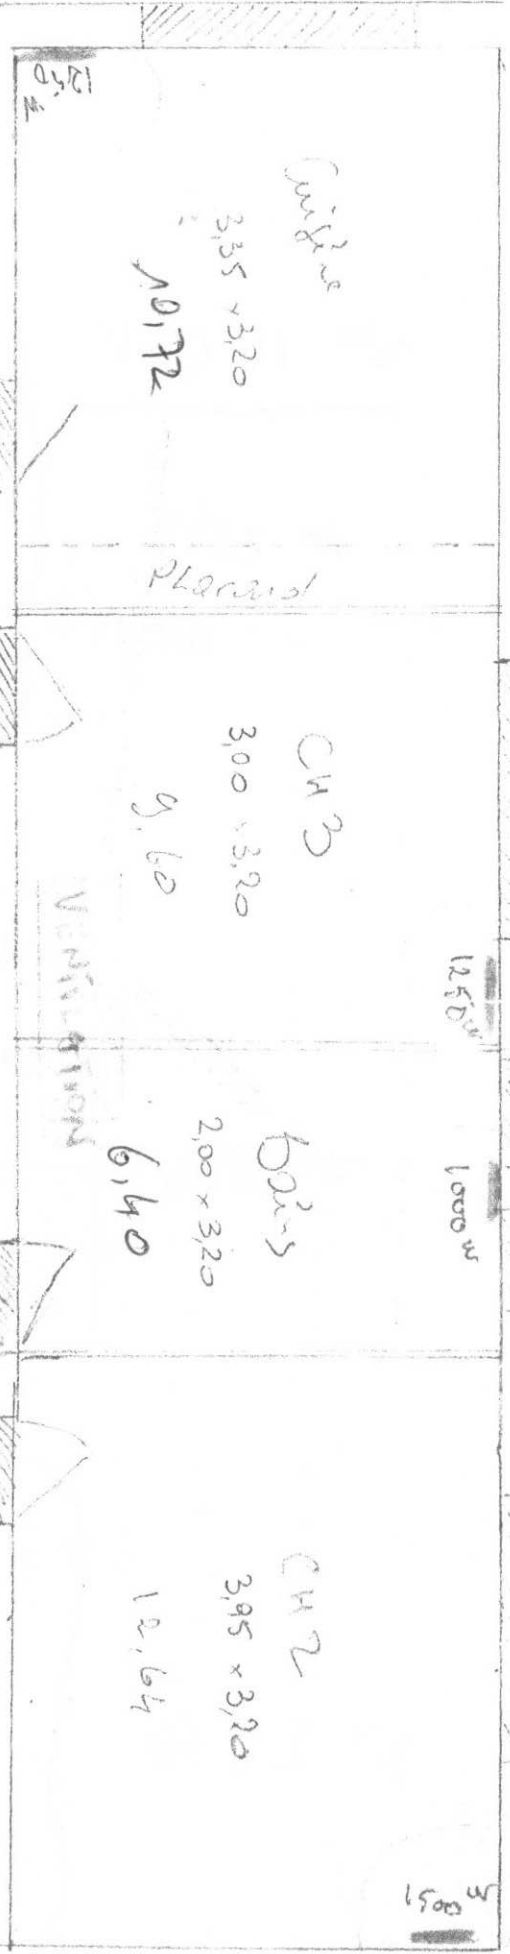 1250 w
Cuisine
3,35 x 3,20
10,72
Placard
CH 3
3,00 x 3,20
9,60
1250 w
VENTILATION
bains
2,00 x 3,20
6,40
1000 w
CH 2
3,95 x 3,20
12,64
1500 w